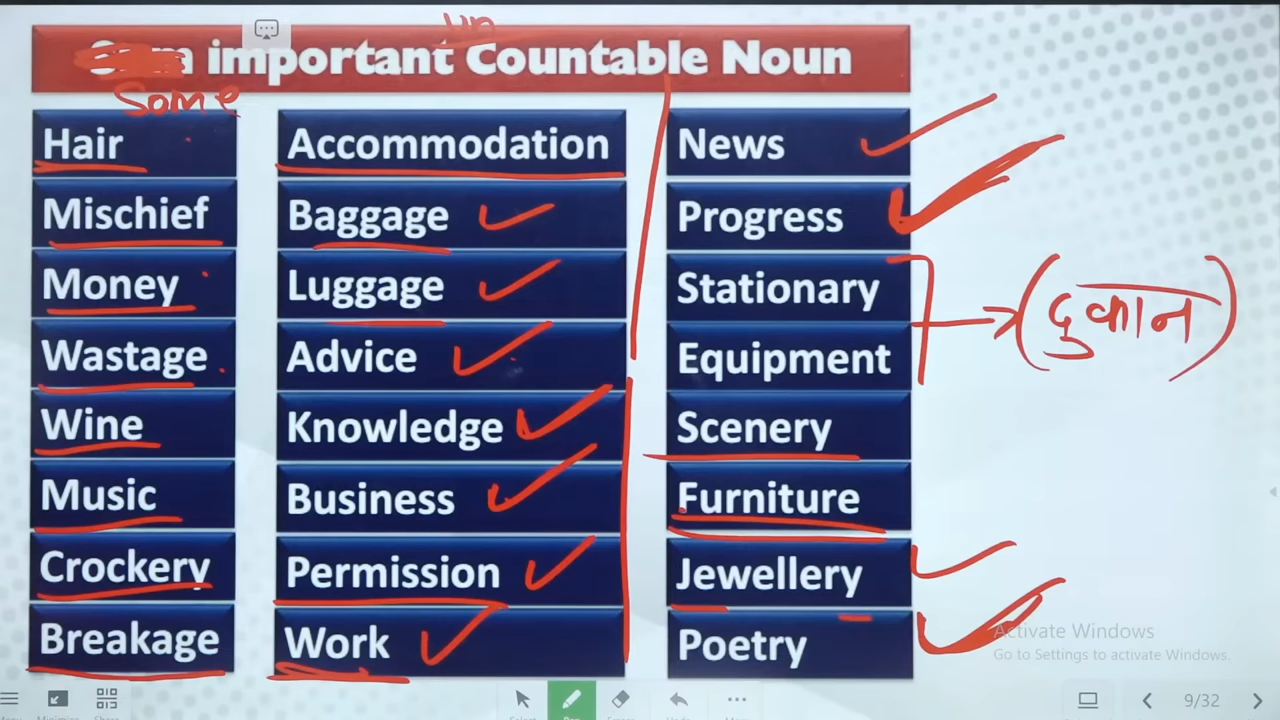 un
important Countable Noun
Some
Hair
Mischief
Money
Wastage
Wine
Music
Crockery
Breakage
Accommodation
Baggage
Luggage
Advice
Knowledge
Business
Permission
Work
News
Progress
Stationary
Equipment
Scenery
Furniture
Jewellery
Poetry
(दुकान)
Activate Windows
Go to Settings to activate Windows.
9/32